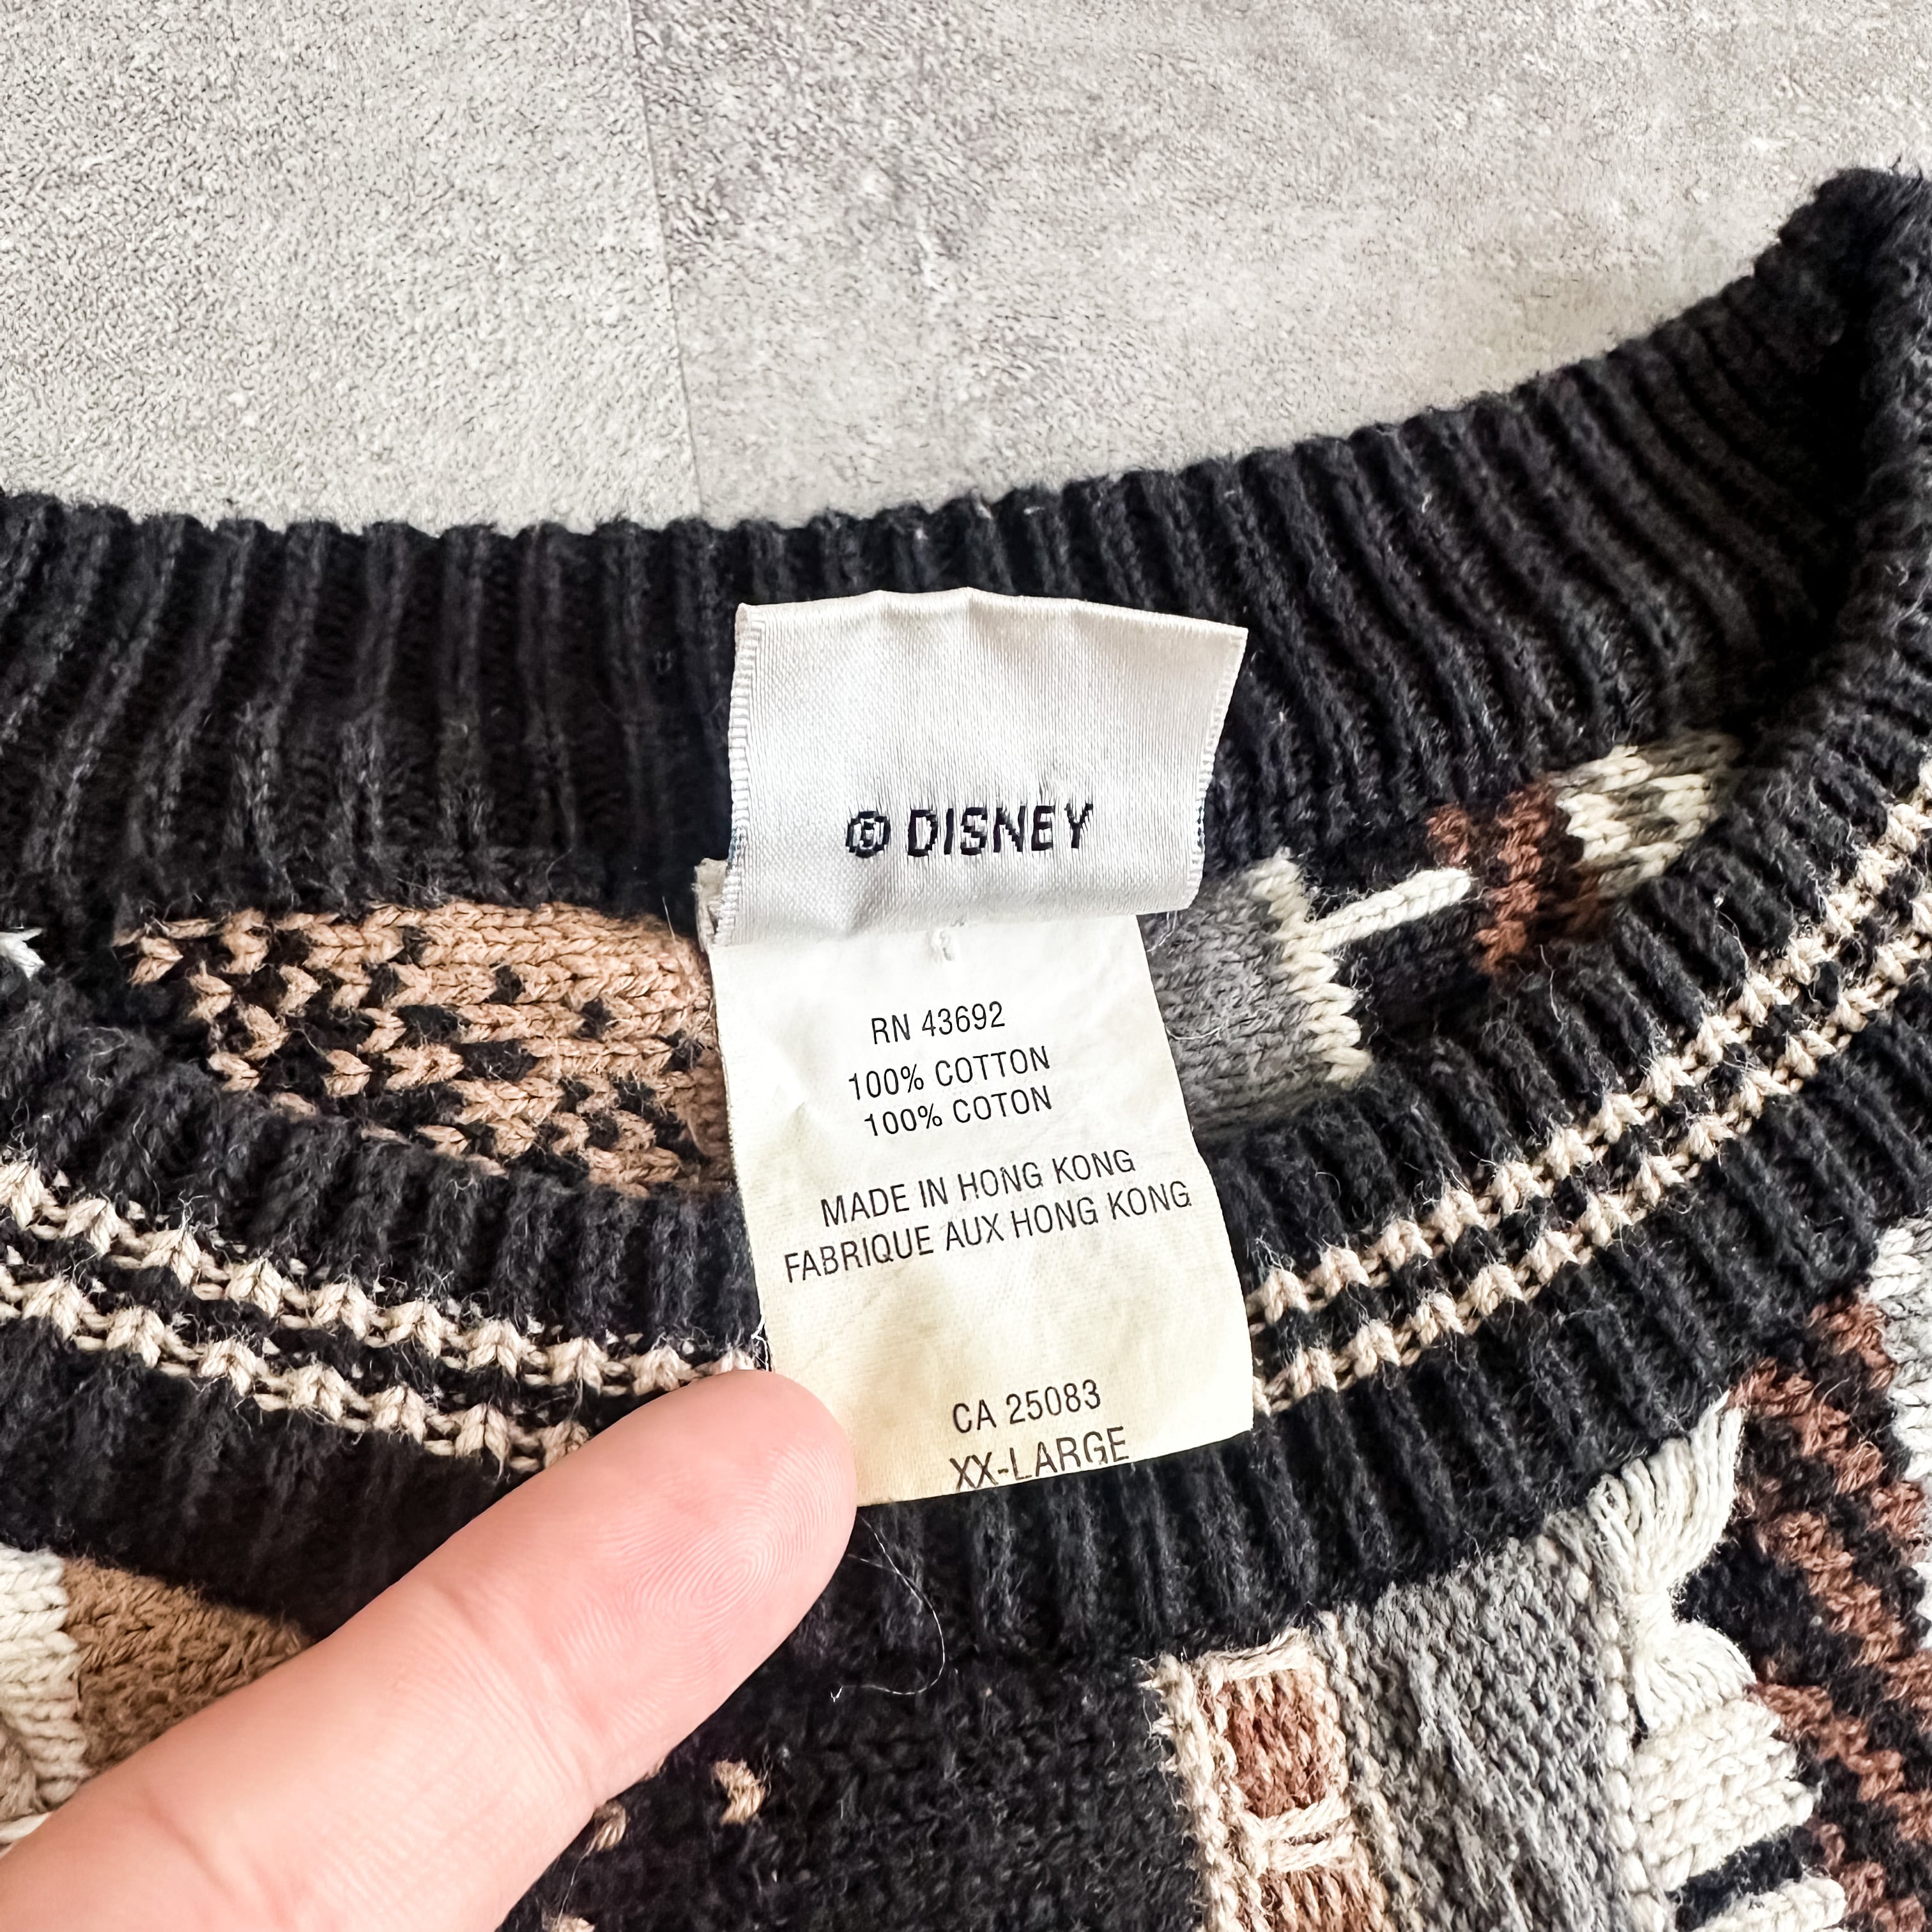 © DISNEY
RN 43692
100% COTTON
100% COTON
MADE IN HONG KONG
FABRIQUE AUX HONG KONG
CA 25083
XX-LARGE